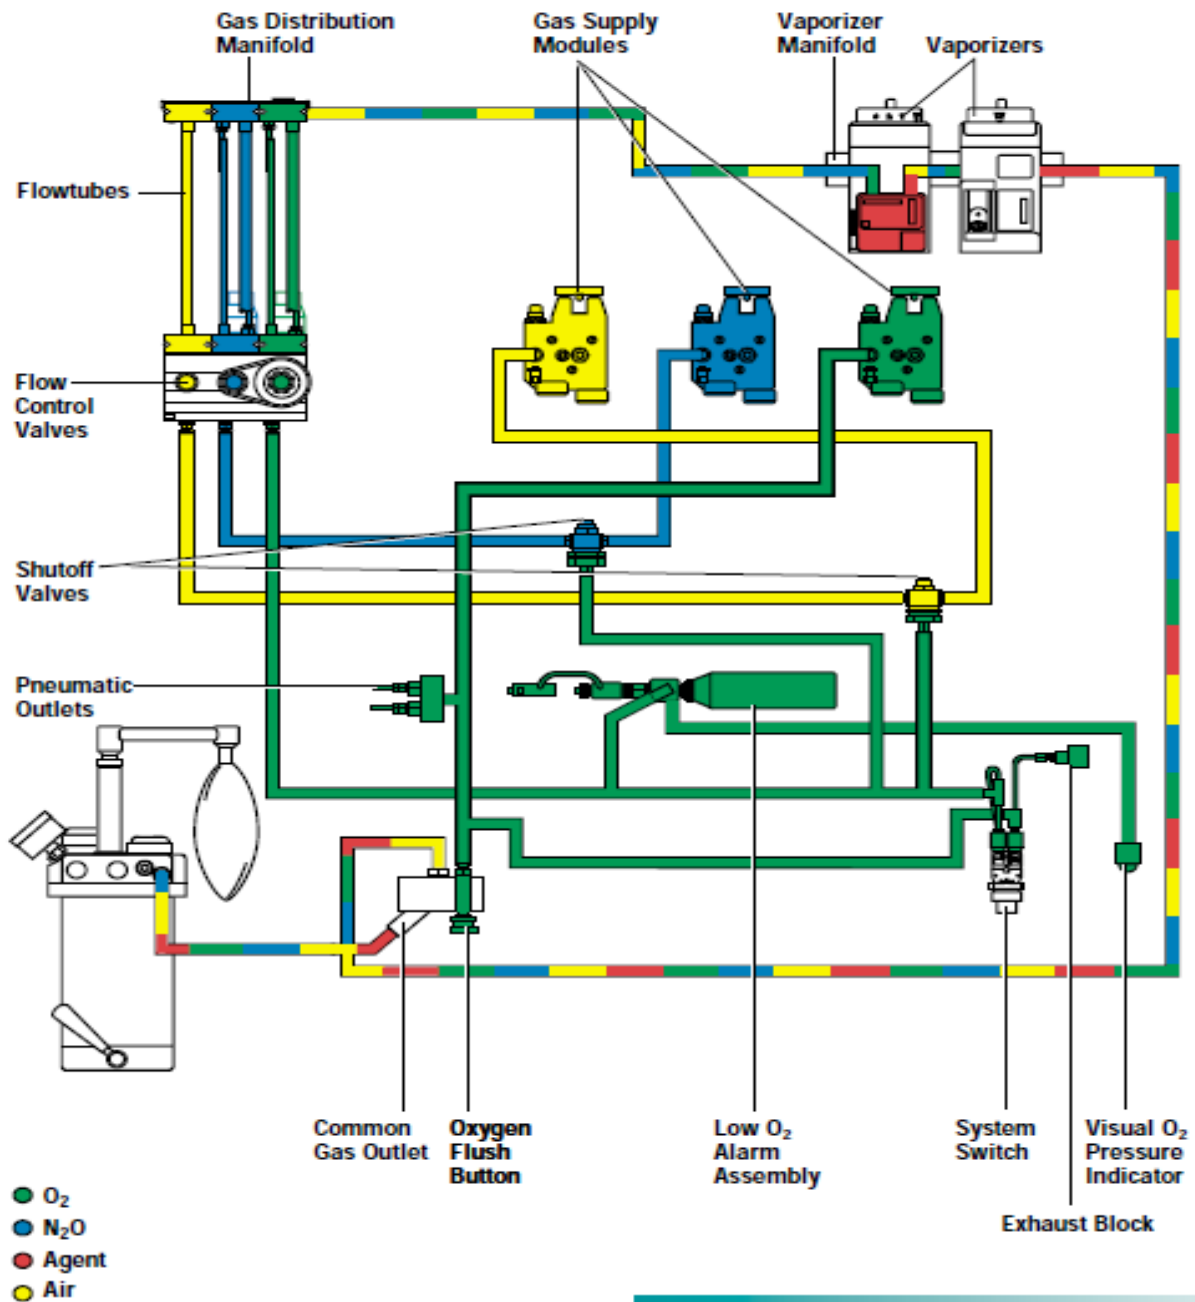 Gas Distribution
Manifold
Gas Supply
Modules
Vaporizer
Manifold
Vaporizers
Flowtubes
Flow
Control
Valves
Shutoff
Valves
Pneumatic
Outlets
Common
Gas Outlet
Oxygen
Flush
Button
Low O₂
Alarm
Assembly
System
Switch
Visual O₂
Pressure
Indicator
Exhaust Block
O₂
N₂O
Agent
Air